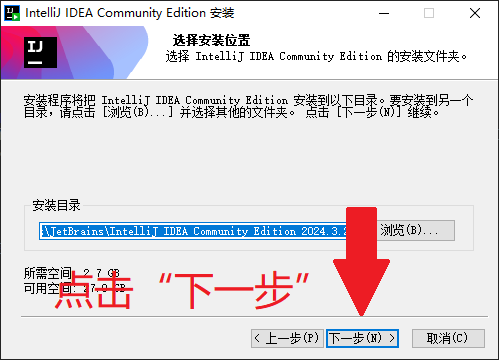 IntelliJ IDEA Community Edition 安装
IJ
选择安装位置
选择 IntelliJ IDEA Community Edition 的安装文件夹。
安装程序将把 IntelliJ IDEA Community Edition 安装到以下目录。要安装到另一个
目录，请点击 [浏览(B)...] 并选择其他的文件夹。 点击 [下一步(N)] 继续。
安装目录
:\JetBrains\IntelliJ IDEA Community Edition 2024.3.2
浏览(B)...
所需空间: 2.7 GB
可用空间: GB
点击“下一步”
< 上一步(P)
下一步(N) >
取消(C)